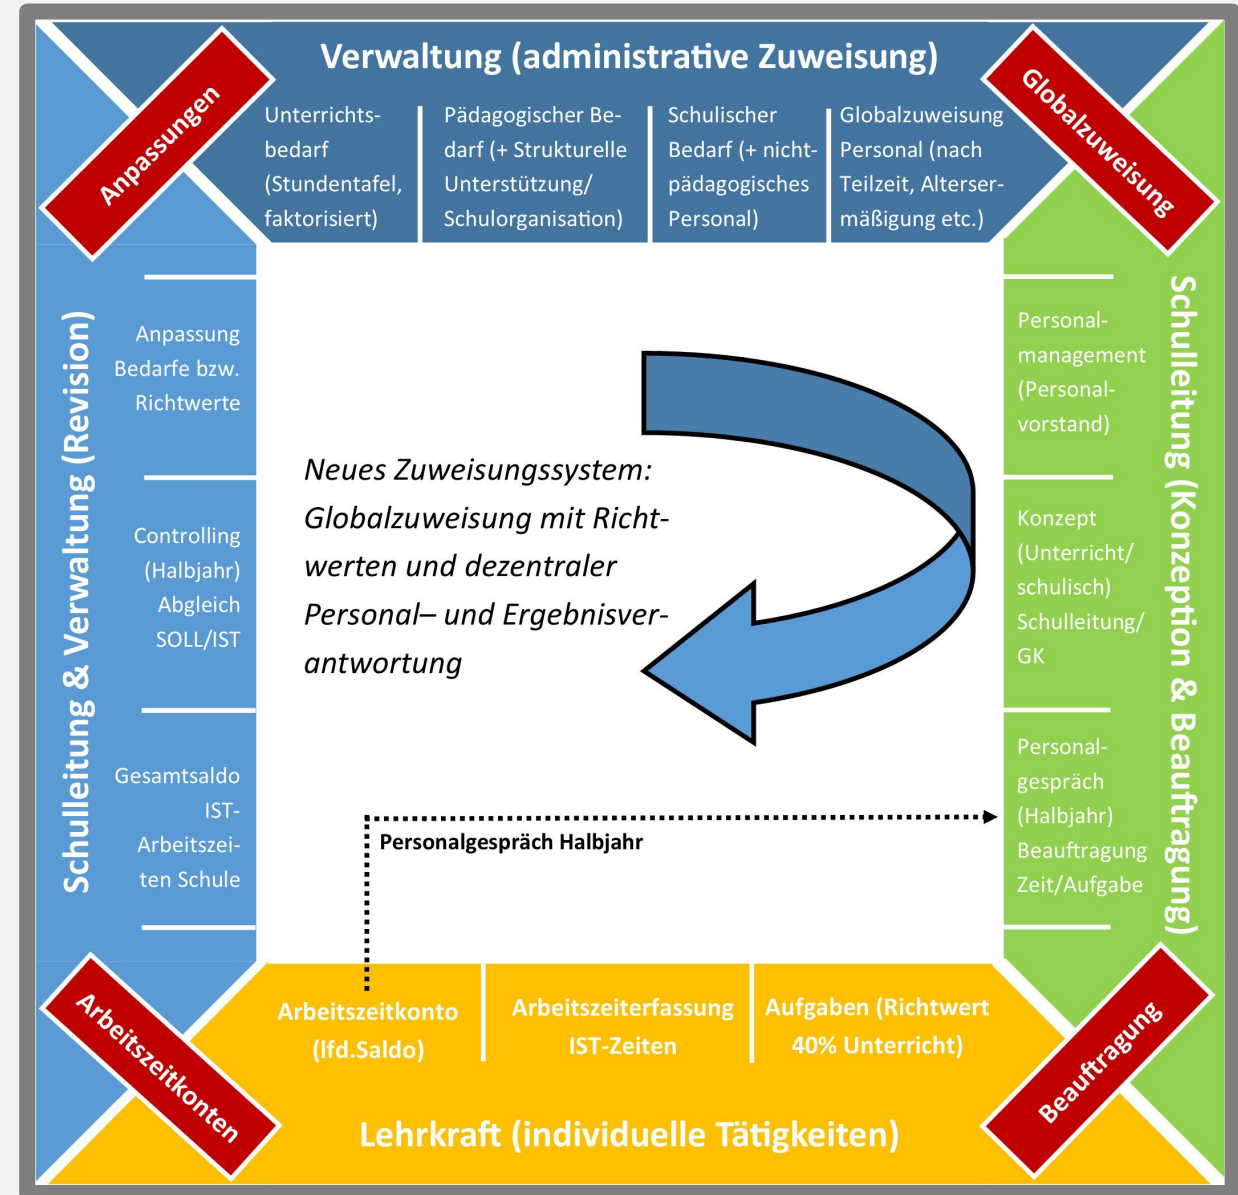 Verwaltung (administrative Zuweisung)
Anpassungen
Globalzuweisung
Unterrichts-
bedarf
(Stundentafel,
faktorisiert)
Pädagogischer Be-
darf (+ Strukturelle
Unterstützung/
Schulorganisation)
Schulischer
Bedarf (+ nicht-
pädagogisches
Personal)
Globalzuweisung
Personal (nach
Teilzeit, Alterser-
mäßigung etc.)
Schulleitung & Verwaltung (Revision)
Anpassung
Bedarfe bzw.
Richtwerte
Controlling
(Halbjahr)
Abgleich
SOLL/IST
Gesamtsaldo
IST-
Arbeitszei-
ten Schule
Neues Zuweisungssystem:
Globalzuweisung mit Richt-
werten und dezentraler
Personal– und Ergebnisver-
antwortung
Personalgespräch Halbjahr
Personal-
management
(Personal-
vorstand)
Konzept
(Unterricht/
schulisch)
Schulleitung/
GK
Personal-
gespräch
(Halbjahr)
Beauftragung
Zeit/Aufgabe
Schulleitung (Konzeption & Beauftragung)
Arbeitszeitkonten
Arbeitszeitkonto
(lfd.Saldo)
Arbeitszeiterfassung
IST-Zeiten
Aufgaben (Richtwert
40% Unterricht)
Beauftragung
Lehrkraft (individuelle Tätigkeiten)